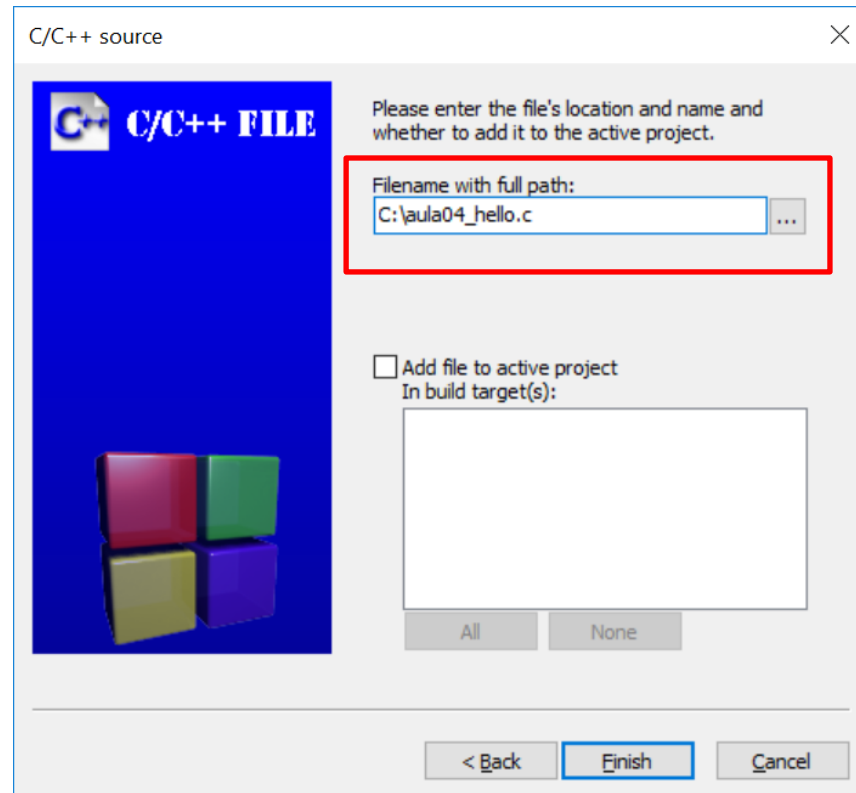 C/C++ source
C++ C/C++ FILE
Please enter the file's location and name and
whether to add it to the active project.
Filename with full path:
C:\aula04_hello.c
...
Add file to active project
In build target(s):
All None
< Back Finish Cancel